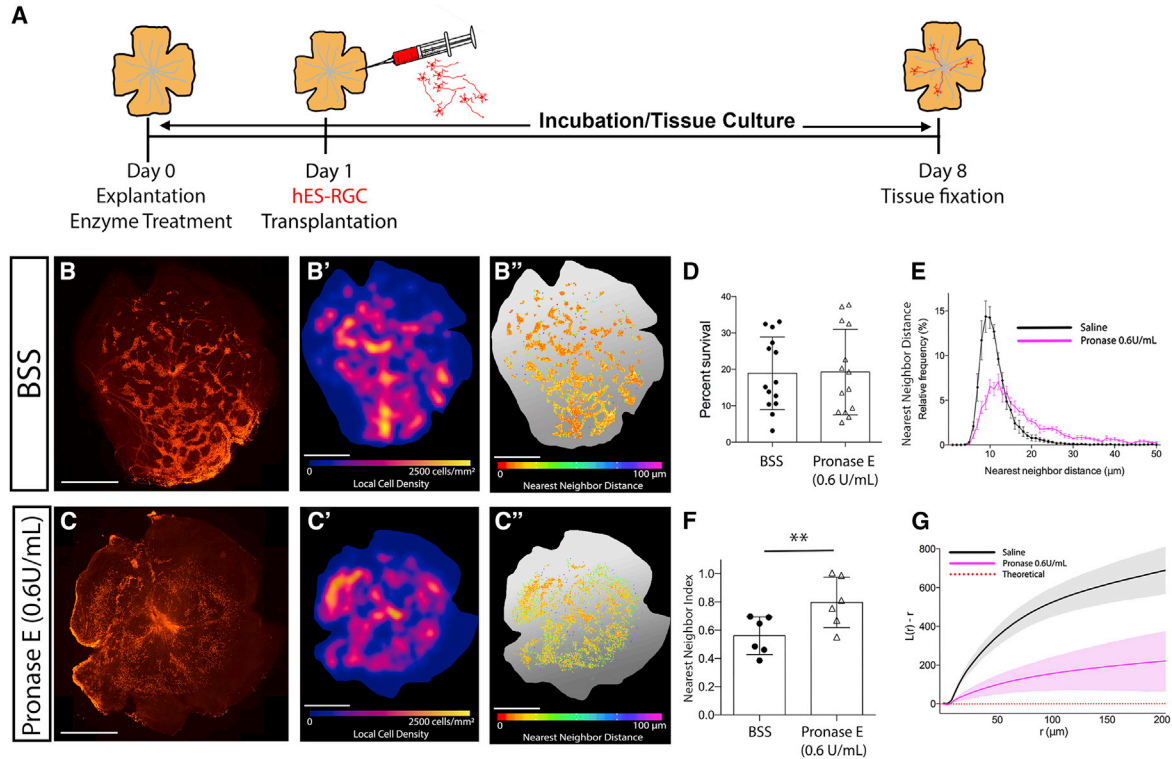 A
Incubation/Tissue Culture
Day 0
Explantation
Enzyme Treatment
Day 1
hES-RGC
Transplantation
Day 8
Tissue fixation
BSS
B
B'
0 2500 cells/mm²
Local Cell Density
B''
0 100 µm
Nearest Neighbor Distance
D
Percent survival
40
30
20
10
0
BSS
Pronase E
(0.6 U/mL)
E
Nearest Neighbor Distance
Relative frequency (%)
15
10
5
0
Saline
Pronase 0.6U/mL
0 10 20 30 40 50
Nearest neighbor distance (µm)
Pronase E (0.6U/mL)
C
C'
0 2500 cells/mm²
Local Cell Density
C''
0 100 µm
Nearest Neighbor Distance
F
**
Nearest Neighbor Index
1.0
0.8
0.6
0.4
0.2
0.0
BSS
Pronase E
(0.6 U/mL)
G
Saline
Pronase 0.6U/mL
Theoretical
L(r) - r
800
600
400
200
0
50 100 150 200
r (µm)